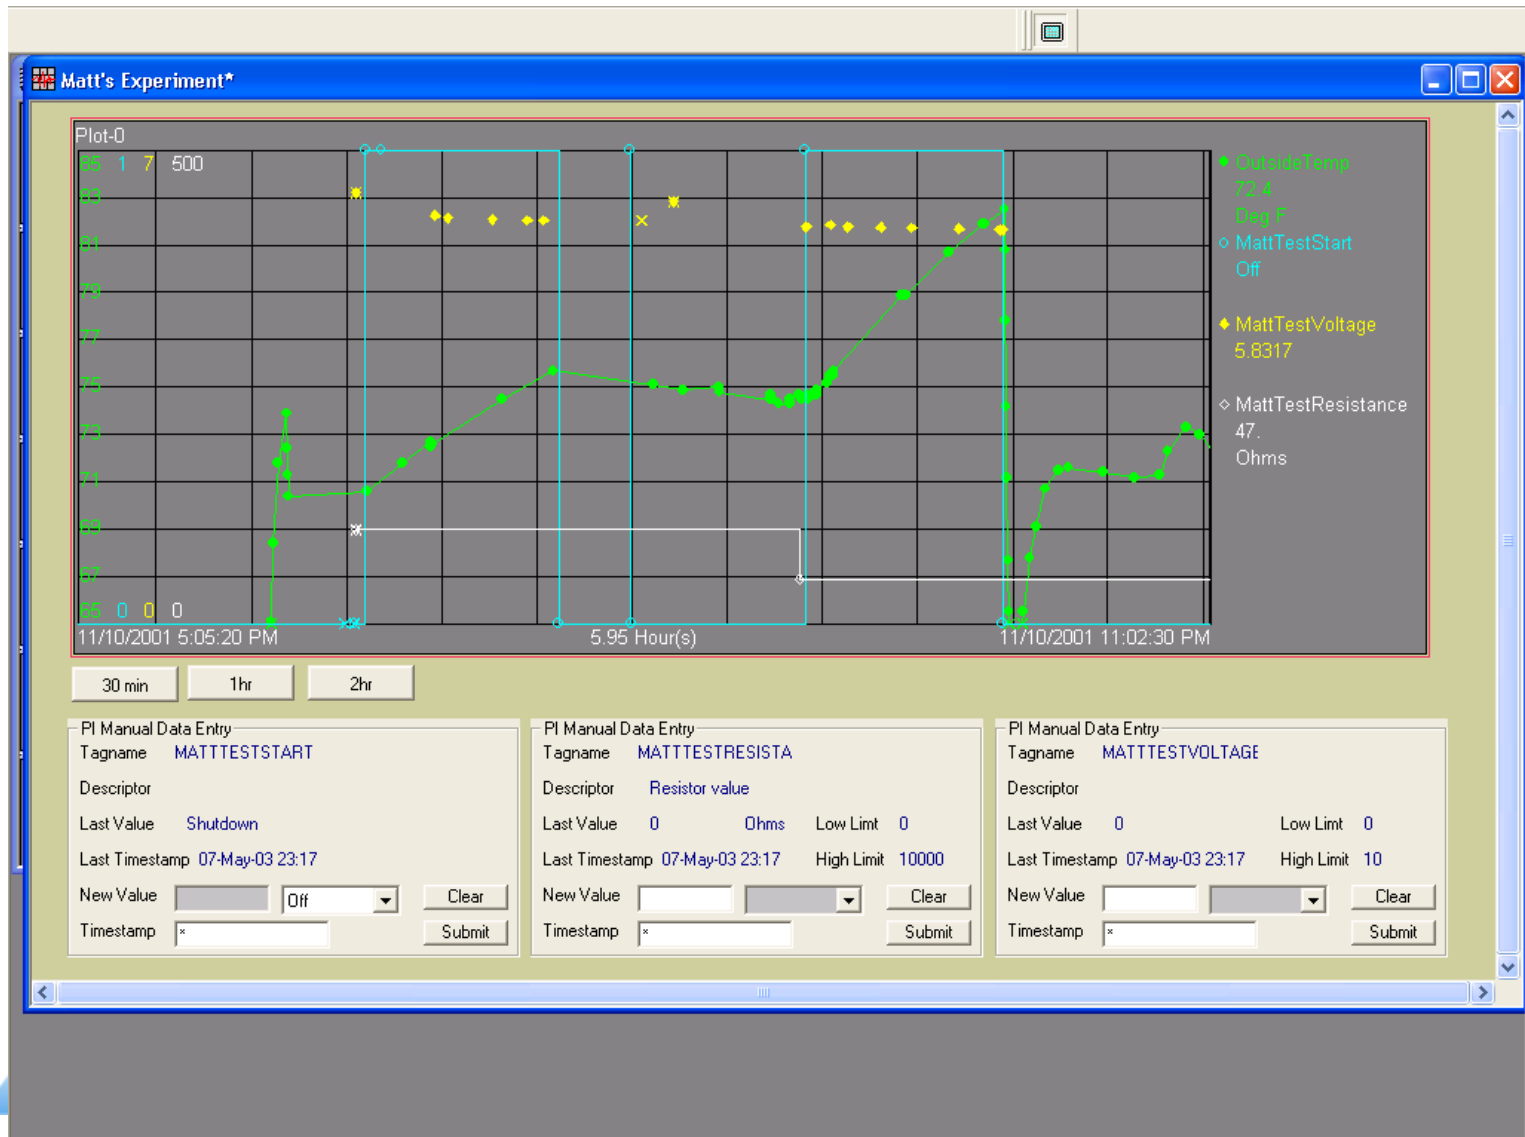 Matt's Experiment*
Plot-0
85 1 7 500
83
81
79
77
75
73
71
69
67
65 0 0 0
11/10/2001 5:05:20 PM 5.95 Hour(s) 11/10/2001 11:02:30 PM
OutsideTemp
72.4
Deg F
MattTestStart
Off
MattTestVoltage
5.8317
MattTestResistance
47.
Ohms
30 min 1hr 2hr
PI Manual Data Entry
Tagname MATTTESTSTART
Descriptor
Last Value Shutdown
Last Timestamp 07-May-03 23:17
New Value Off Clear
Timestamp * Submit
PI Manual Data Entry
Tagname MATTTESTRESISTA
Descriptor Resistor value
Last Value 0 Ohms Low Limt 0
Last Timestamp 07-May-03 23:17 High Limit 10000
New Value Clear
Timestamp * Submit
PI Manual Data Entry
Tagname MATTTESTVOLTAGE
Descriptor
Last Value 0 Low Limt 0
Last Timestamp 07-May-03 23:17 High Limit 10
New Value Clear
Timestamp * Submit